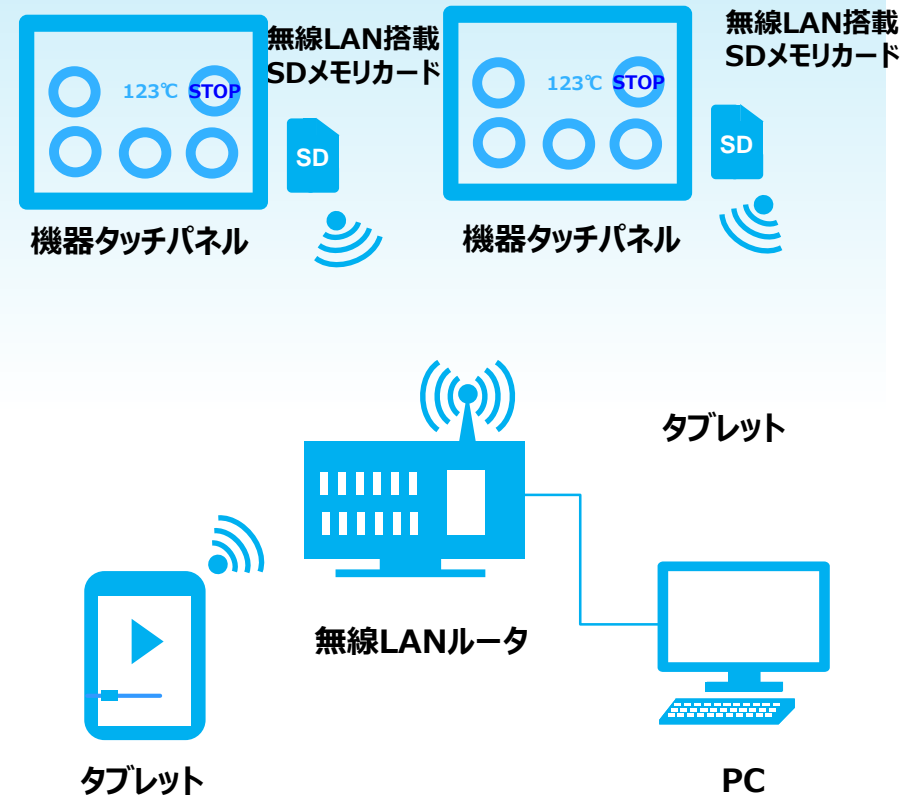 無線LAN搭載
SDメモリカード
123℃ STOP
SD
機器タッチパネル
無線LAN搭載
SDメモリカード
123℃ STOP
SD
機器タッチパネル
タブレット
無線LANルータ
タブレット
PC